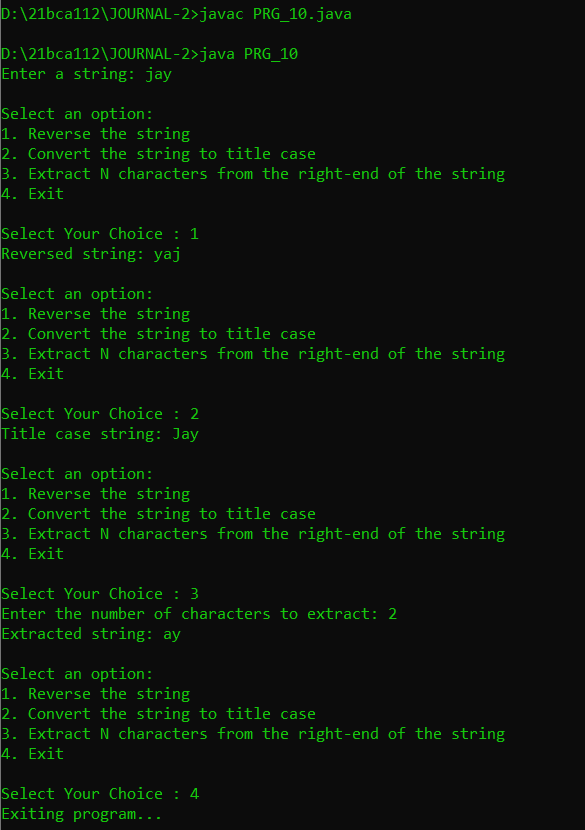 D:\21bca112\JOURNAL-2>javac PRG_10.java
D:\21bca112\JOURNAL-2>java PRG_10
Enter a string: jay
Select an option:
1. Reverse the string
2. Convert the string to title case
3. Extract N characters from the right-end of the string
4. Exit
Select Your Choice : 1
Reversed string: yaj
Select an option:
1. Reverse the string
2. Convert the string to title case
3. Extract N characters from the right-end of the string
4. Exit
Select Your Choice : 2
Title case string: Jay
Select an option:
1. Reverse the string
2. Convert the string to title case
3. Extract N characters from the right-end of the string
4. Exit
Select Your Choice : 3
Enter the number of characters to extract: 2
Extracted string: ay
Select an option:
1. Reverse the string
2. Convert the string to title case
3. Extract N characters from the right-end of the string
4. Exit
Select Your Choice : 4
Exiting program...